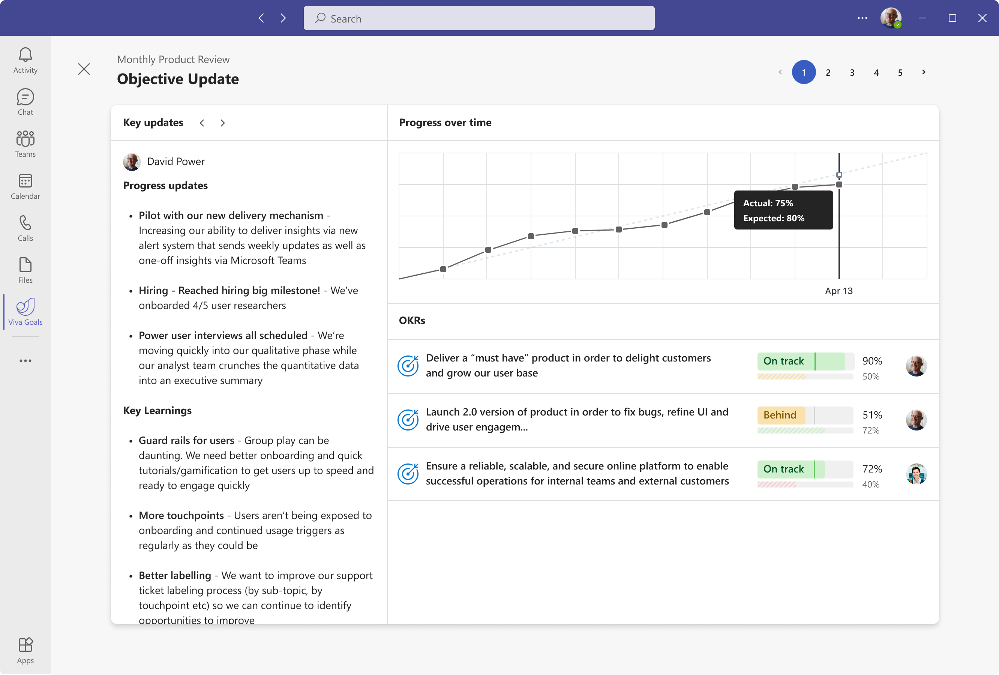 Search
Activity
Chat
Teams
Calendar
Calls
Files
Viva Goals
Apps
Monthly Product Review
Objective Update
1 2 3 4 5
Key updates
David Power
Progress updates
• Pilot with our new delivery mechanism -
Increasing our ability to deliver insights via new
alert system that sends weekly updates as well as
one-off insights via Microsoft Teams
• Hiring - Reached hiring big milestone! - We’ve
onboarded 4/5 user researchers
• Power user interviews all scheduled - We’re
moving quickly into our qualitative phase while
our analyst team crunches the quantitative data
into an executive summary
Key Learnings
• Guard rails for users - Group play can be
daunting. We need better onboarding and quick
tutorials/gamification to get users up to speed and
ready to engage quickly
• More touchpoints - Users aren’t being exposed to
onboarding and continued usage triggers as
regularly as they could be
• Better labelling - We want to improve our support
ticket labeling process (by sub-topic, by
touchpoint etc) so we can continue to identify
opportunities to improve
Progress over time
Actual: 75%
Expected: 80%
Apr 13
OKRs
Deliver a “must have” product in order to delight customers
and grow our user base
On track 90%
50%
Launch 2.0 version of product in order to fix bugs, refine UI and
drive user engagem...
Behind 51%
72%
Ensure a reliable, scalable, and secure online platform to enable
successful operations for internal teams and external customers
On track 72%
40%